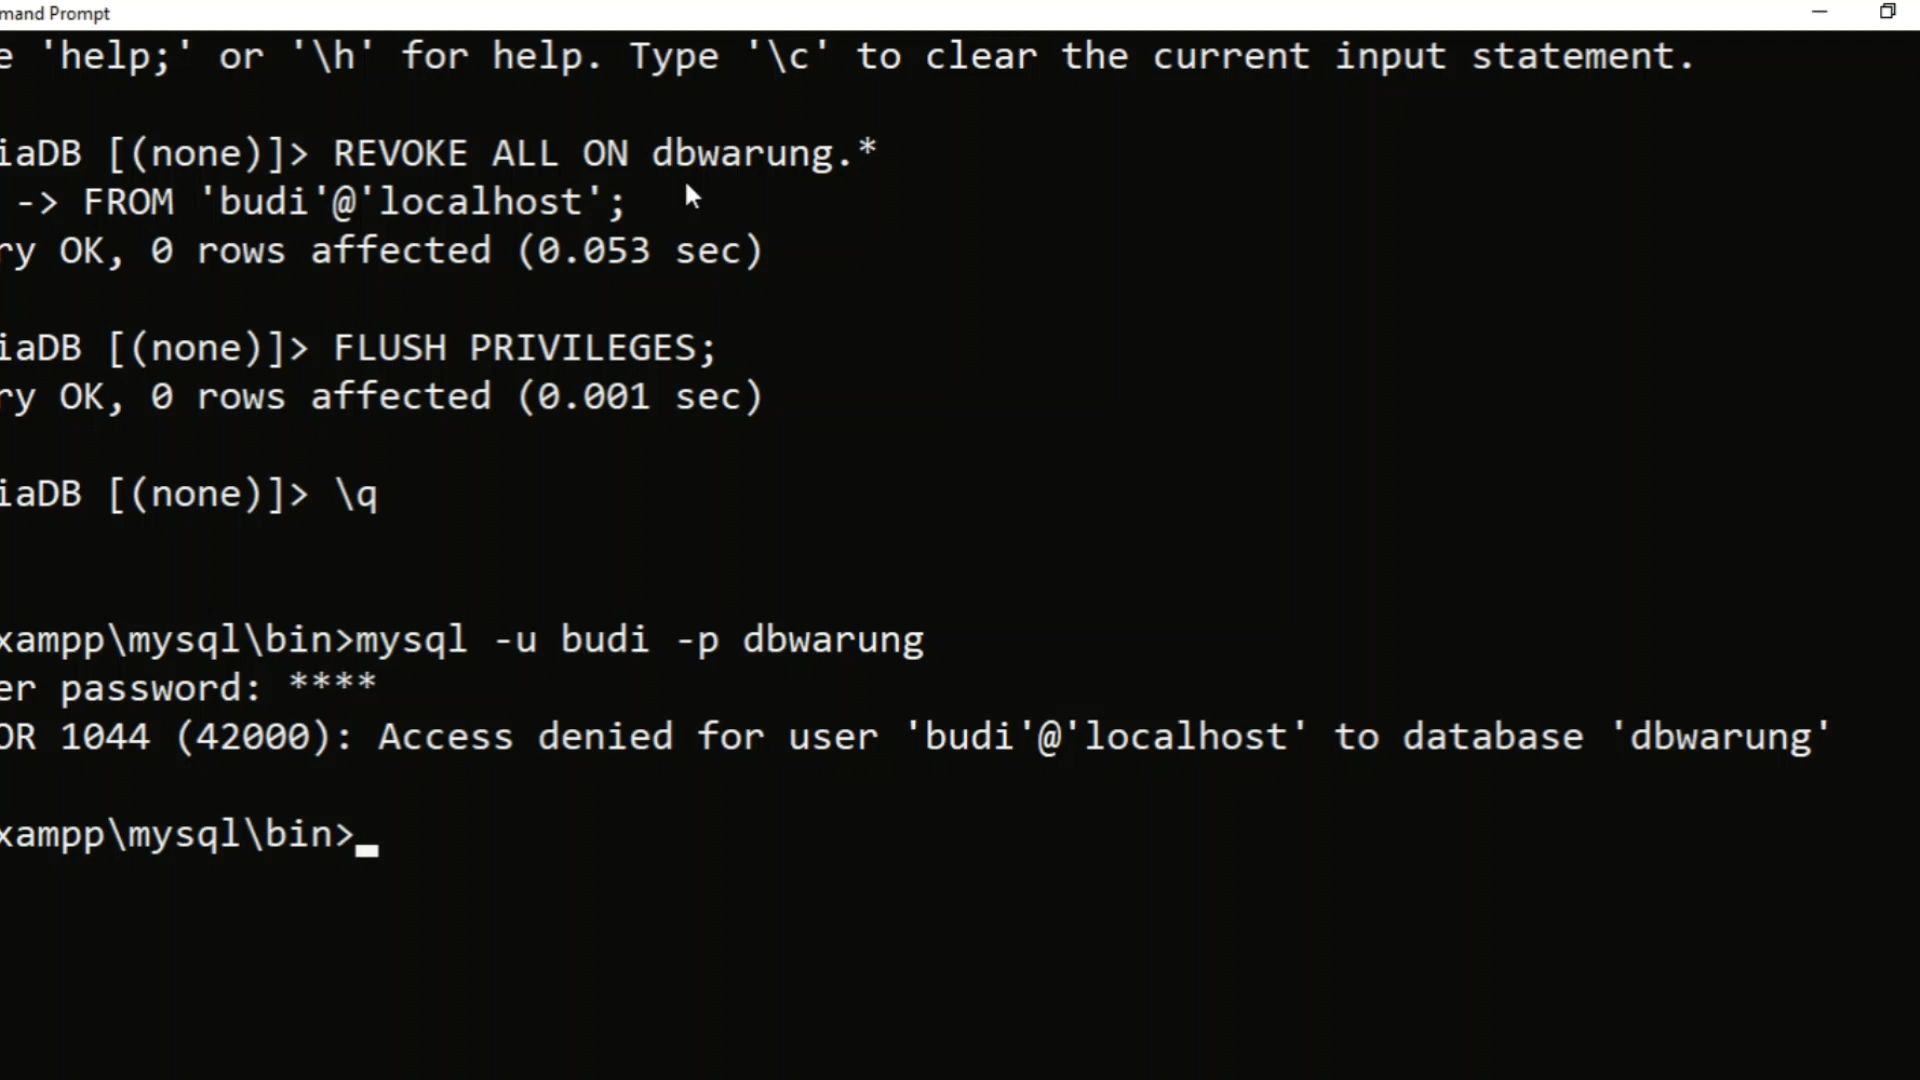 mand Prompt
e 'help;' or '\h' for help. Type '\c' to clear the current input statement.
iaDB [(none)]> REVOKE ALL ON dbwarung.*
-> FROM 'budi'@'localhost';
ry OK, 0 rows affected (0.053 sec)
iaDB [(none)]> FLUSH PRIVILEGES;
ry OK, 0 rows affected (0.001 sec)
iaDB [(none)]> \q
xampp\mysql\bin>mysql -u budi -p dbwarung
er password: ****
OR 1044 (42000): Access denied for user 'budi'@'localhost' to database 'dbwarung'
xampp\mysql\bin>